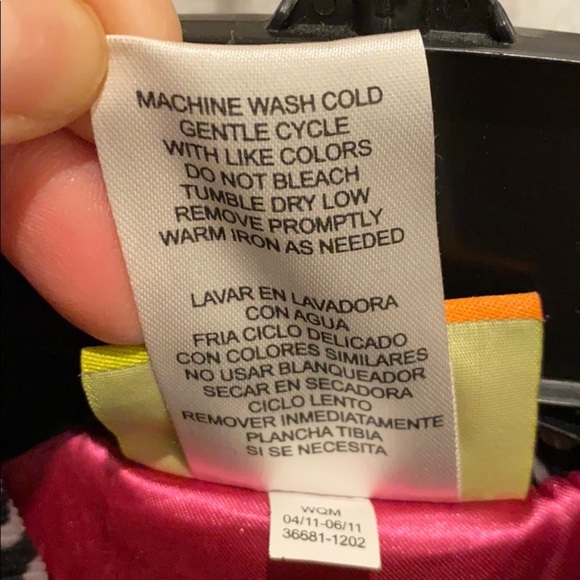 MACHINE WASH COLD
GENTLE CYCLE
WITH LIKE COLORS
DO NOT BLEACH
TUMBLE DRY LOW
REMOVE PROMPTLY
WARM IRON AS NEEDED
LAVAR EN LAVADORA
CON AGUA
FRIA CICLO DELICADO
CON COLORES SIMILARES
NO USAR BLANQUEADOR
SECAR EN SECADORA
CICLO LENTO
REMOVER INMEDIATAMENTE
PLANCHA TIBIA
SI SE NECESITA
WQM
04/11-06/11
36681-1202